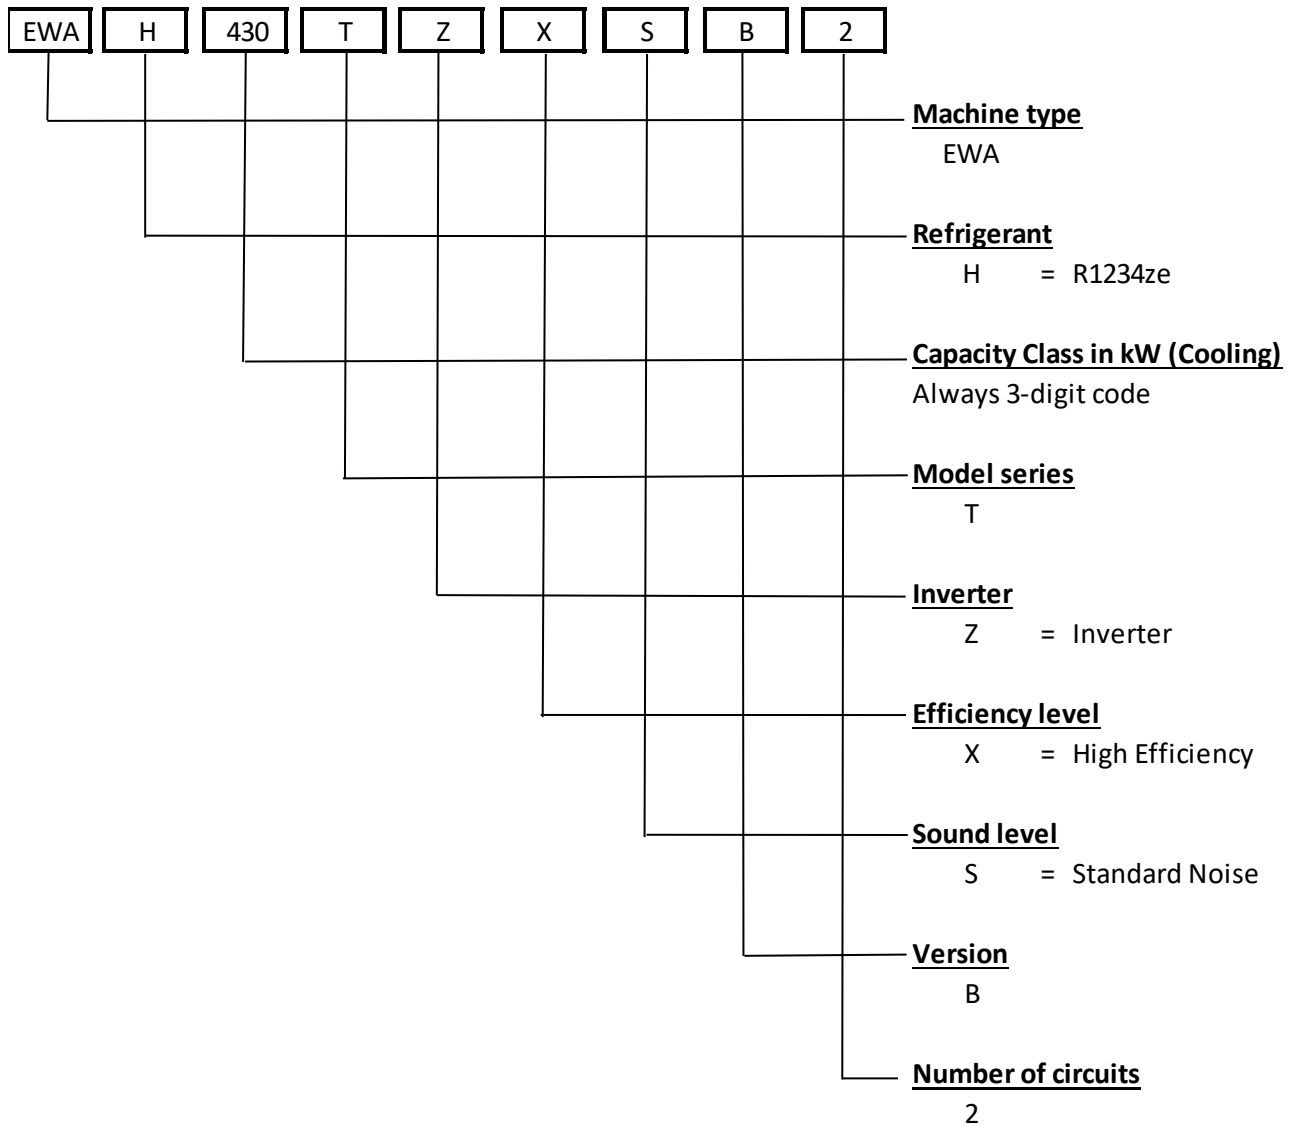 EWA H 430 T Z X S B 2
Machine type
EWA
Refrigerant
H = R1234ze
Capacity Class in kW (Cooling)
Always 3-digit code
Model series
T
Inverter
Z = Inverter
Efficiency level
X = High Efficiency
Sound level
S = Standard Noise
Version
B
Number of circuits
2